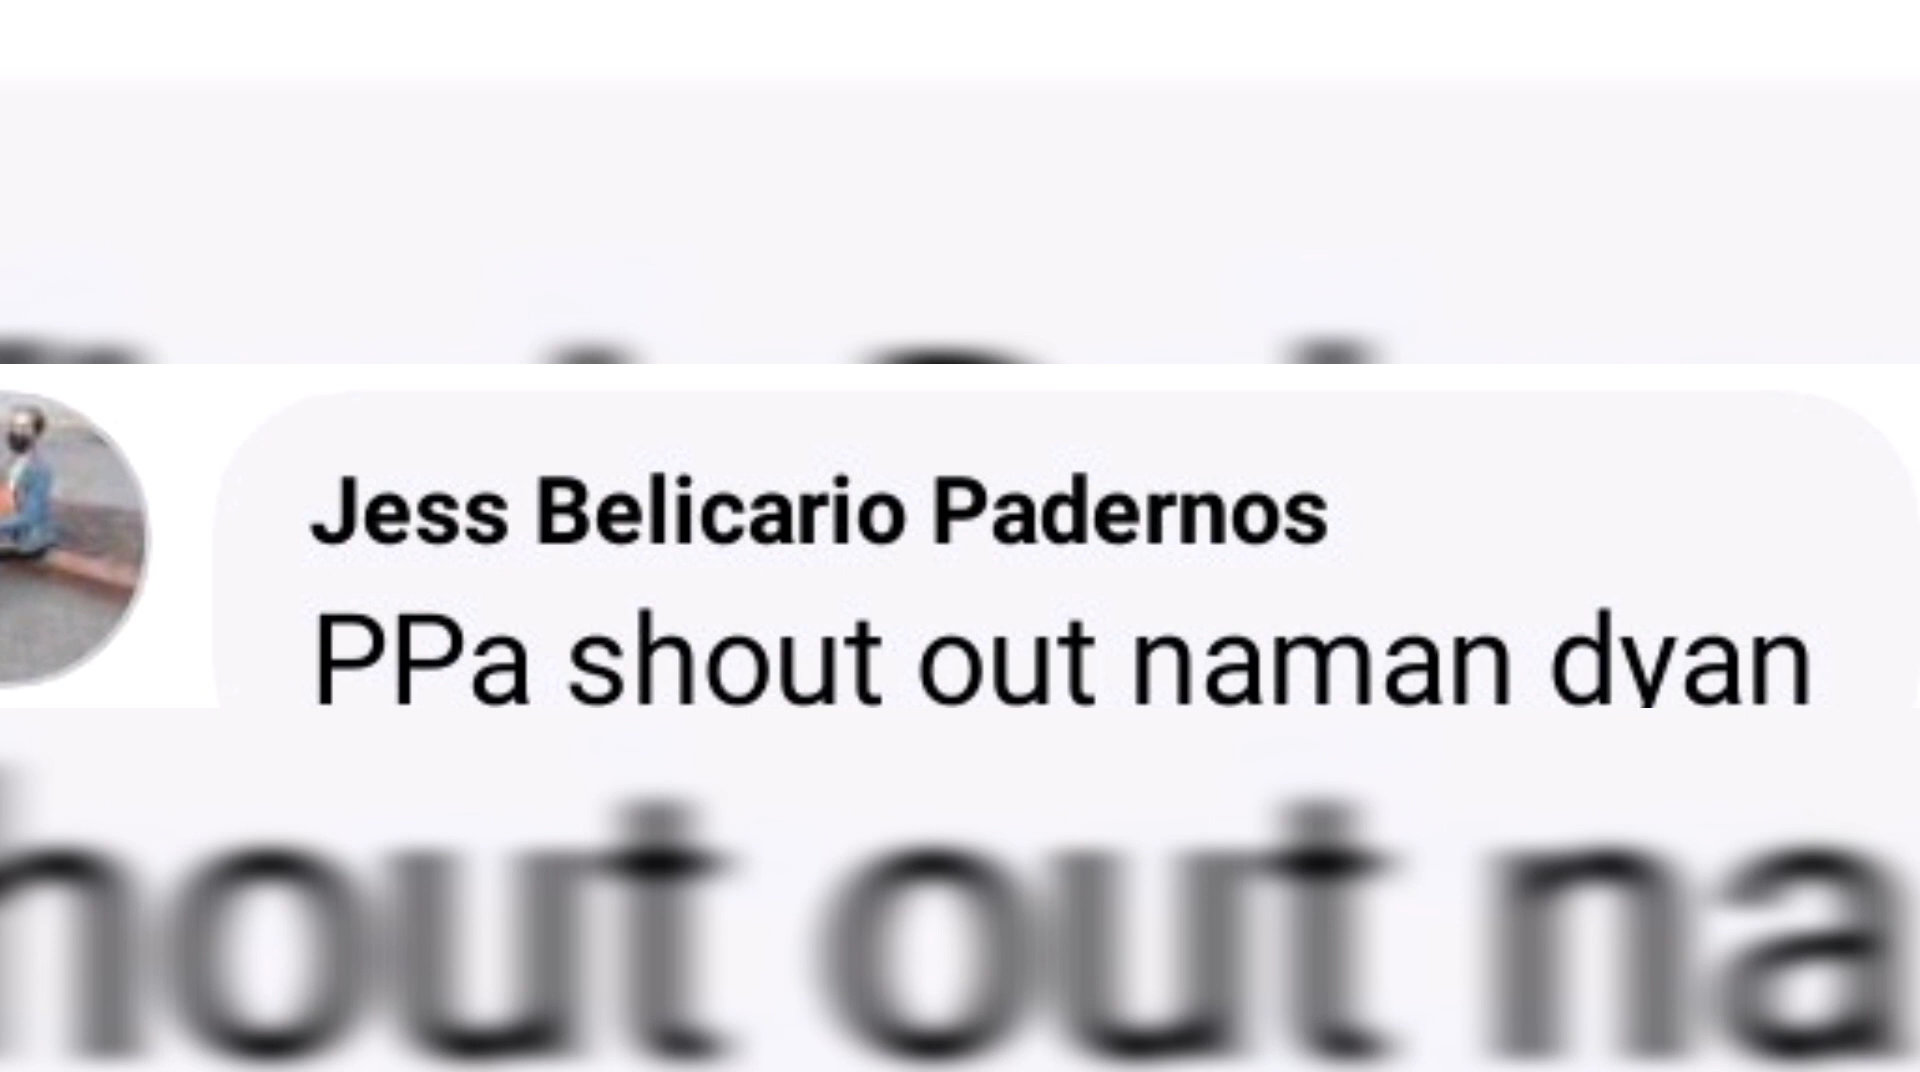 Jess Belicario Padernos
PPa shout out naman dyan
hout out na